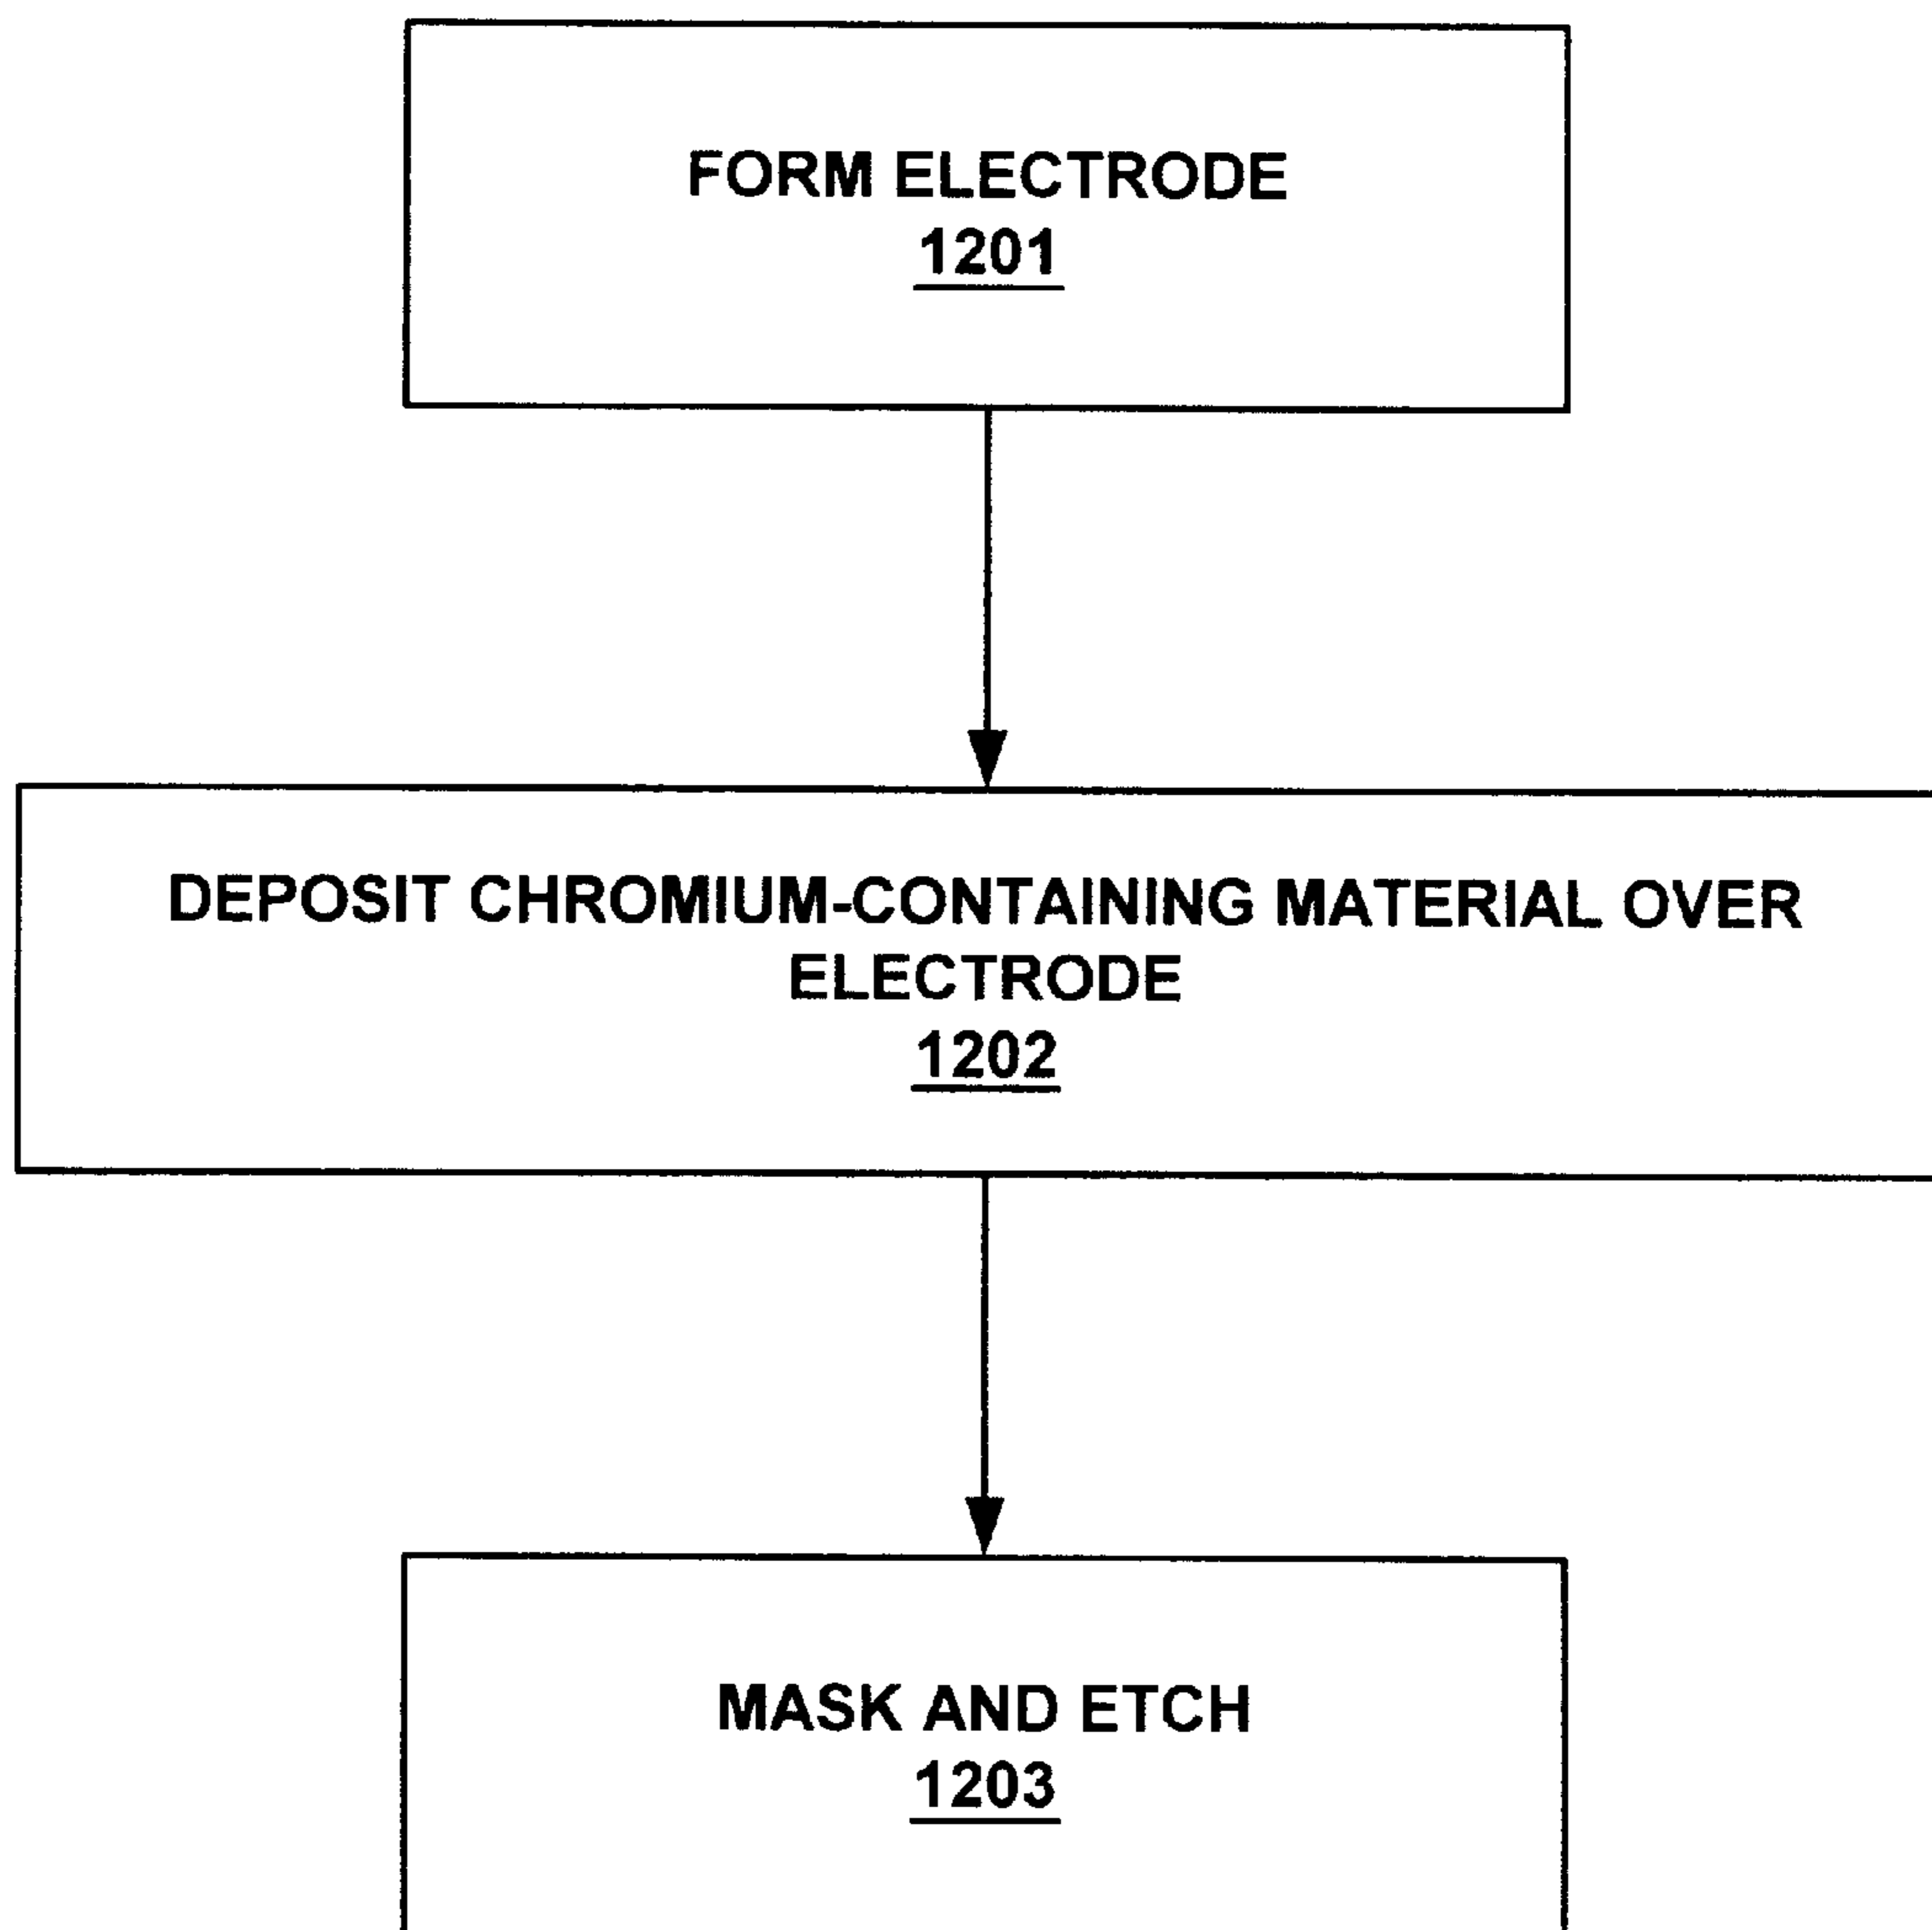 FORM ELECTRODE
1201
DEPOSIT CHROMIUM-CONTAINING MATERIAL OVER
ELECTRODE
1202
MASK AND ETCH
1203